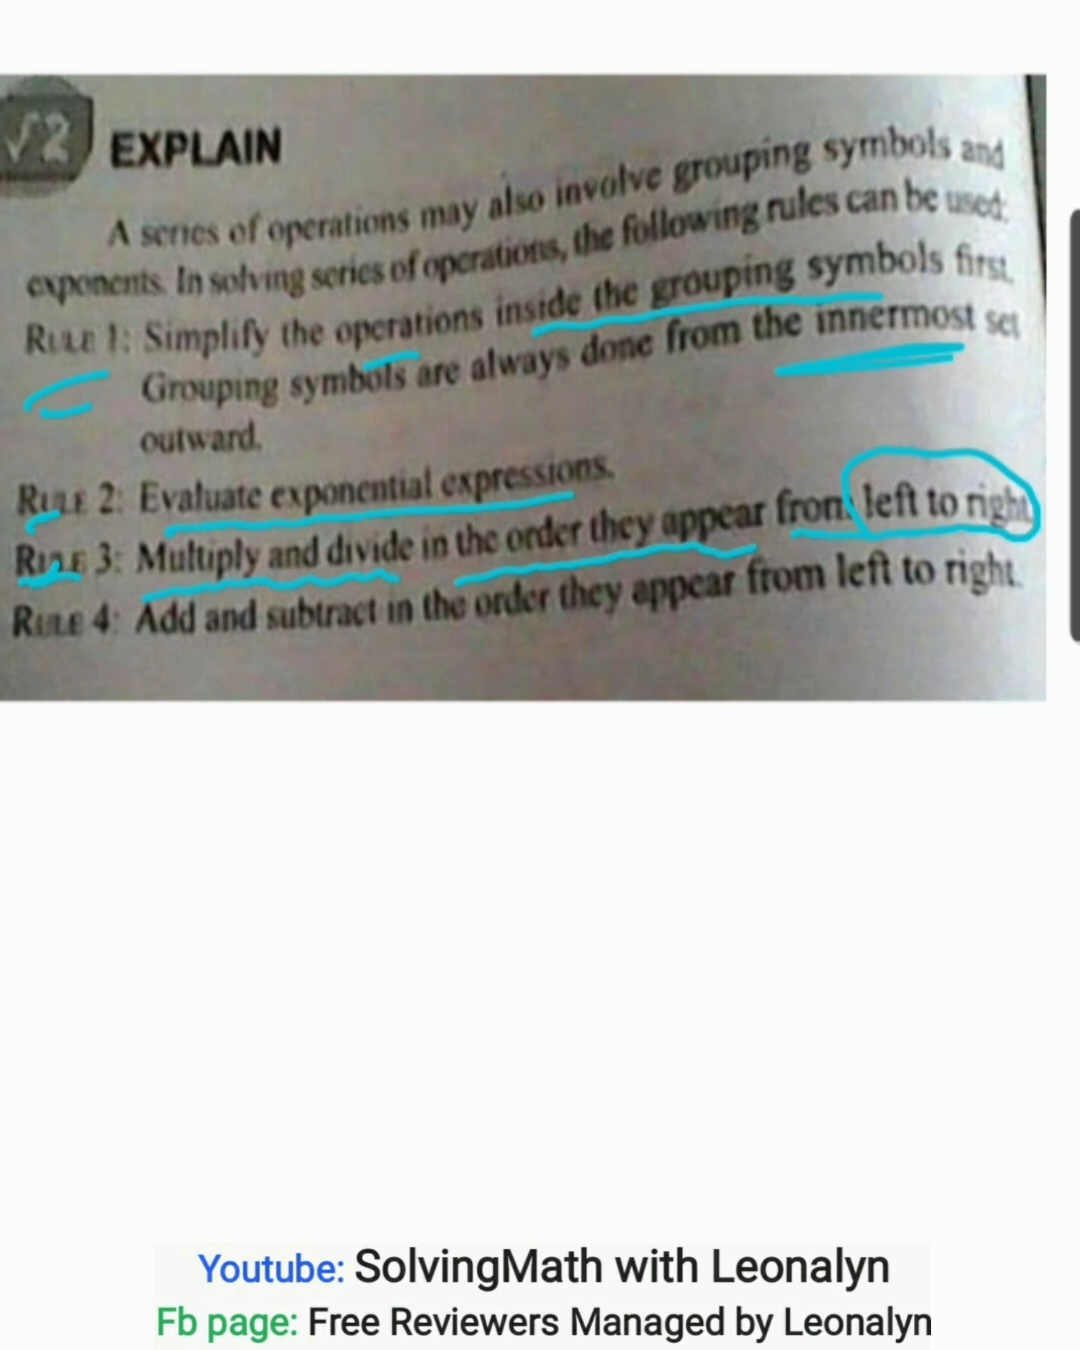 √2 EXPLAIN
A series of operations may also involve grouping symbols and
exponents. In solving series of operations, the following rules can be used:
RULE 1: Simplify the operations inside the grouping symbols first.
Grouping symbols are always done from the innermost set
outward.
RULE 2: Evaluate exponential expressions.
RULE 3: Multiply and divide in the order they appear from left to right.
RULE 4: Add and subtract in the order they appear from left to right.
Youtube: SolvingMath with Leonalyn
Fb page: Free Reviewers Managed by Leonalyn